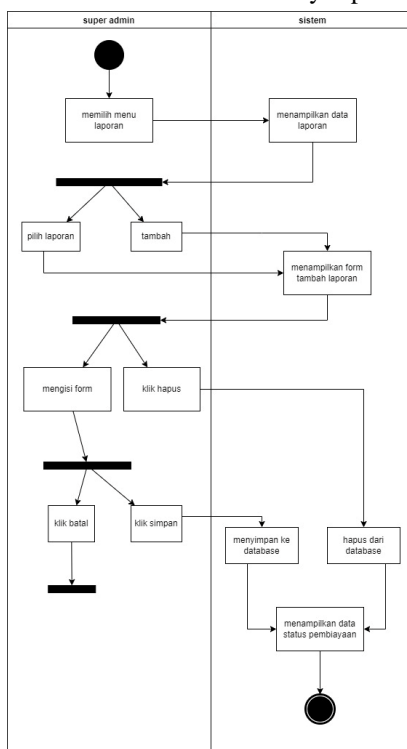 super admin
sistem
memilih menu
laporan
menampilkan data
laporan
pilih laporan
tambah
menampilkan form
tambah laporan
mengisi form
klik hapus
klik batal
klik simpan
menyimpan ke
database
hapus dari
database
menampilkan data
status pembiayaan